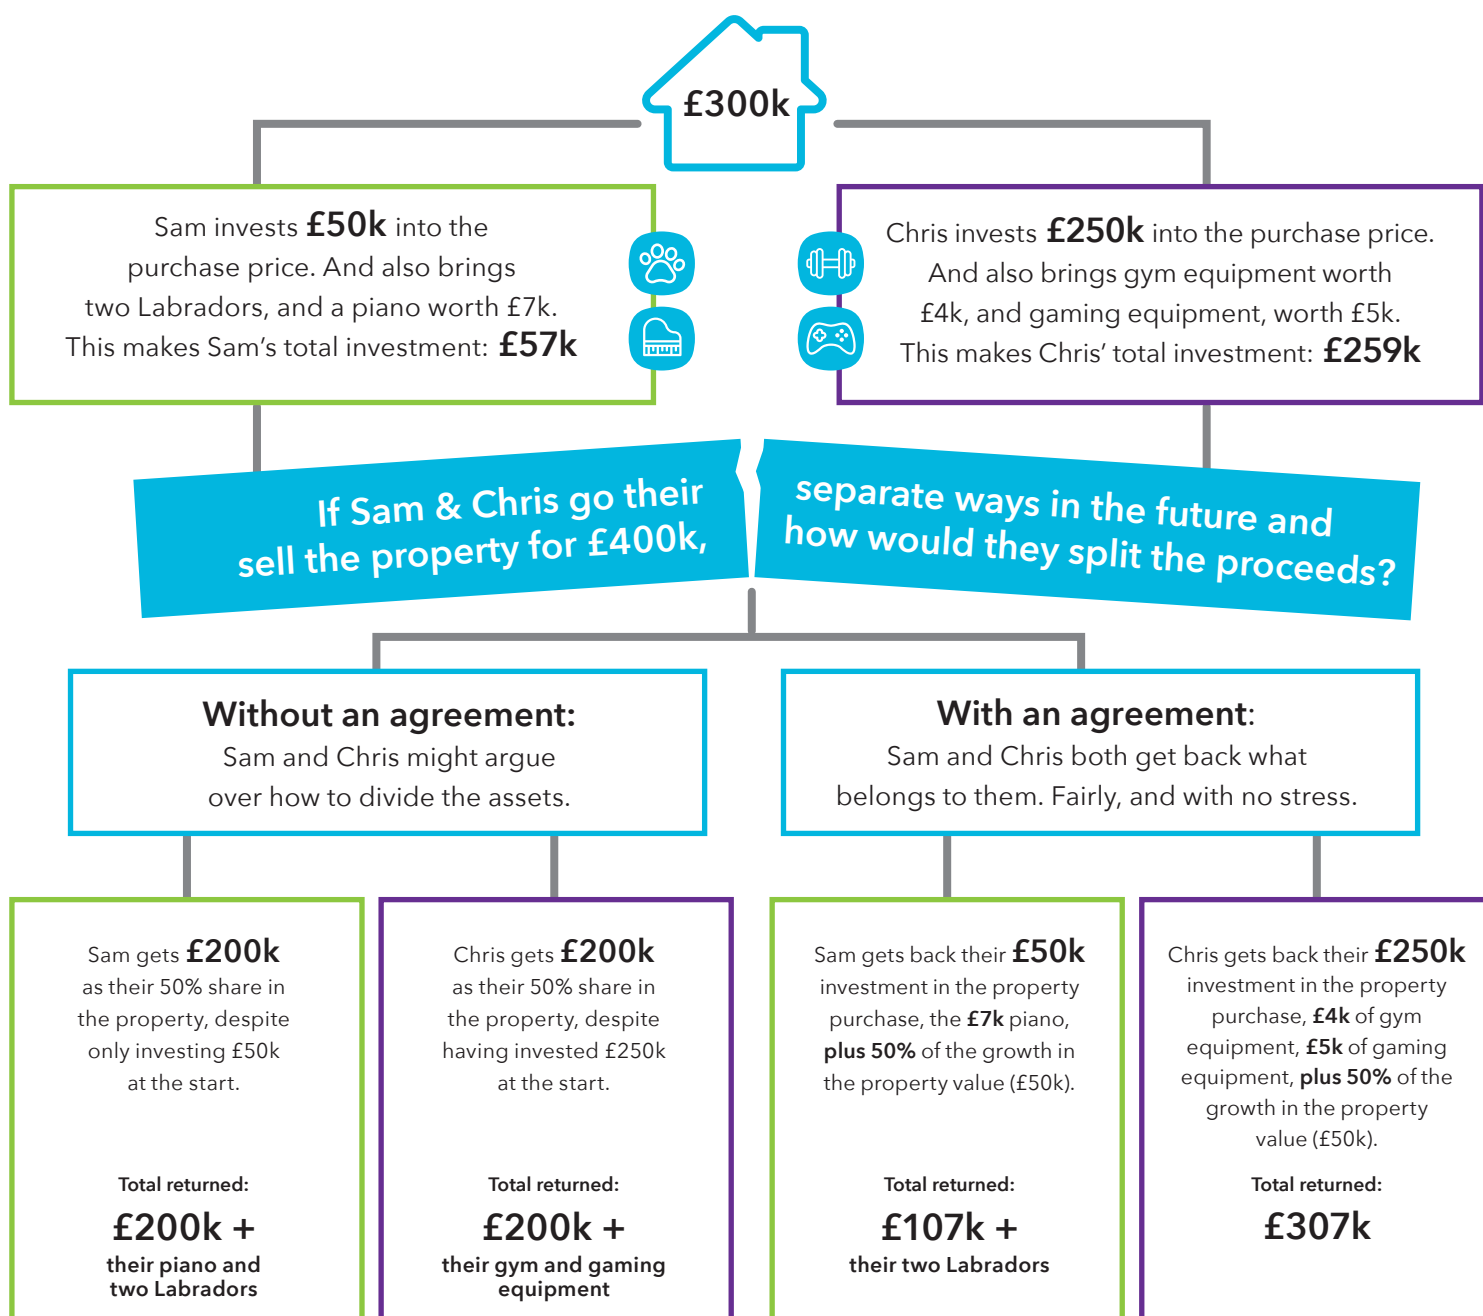 £300k
Sam invests £50k into the
purchase price. And also brings
two Labradors, and a piano worth £7k.
This makes Sam’s total investment: £57k
Chris invests £250k into the purchase price.
And also brings gym equipment worth
£4k, and gaming equipment, worth £5k.
This makes Chris’ total investment: £259k
If Sam & Chris go their
sell the property for £400k,
separate ways in the future and
how would they split the proceeds?
Without an agreement:
Sam and Chris might argue
over how to divide the assets.
With an agreement:
Sam and Chris both get back what
belongs to them. Fairly, and with no stress.
Sam gets £200k
as their 50% share in
the property, despite
only investing £50k
at the start.
Total returned:
£200k +
their piano and
two Labradors
Chris gets £200k
as their 50% share in
the property, despite
having invested £250k
at the start.
Total returned:
£200k +
their gym and gaming
equipment
Sam gets back their £50k
investment in the property
purchase, the £7k piano,
plus 50% of the growth in
the property value (£50k).
Total returned:
£107k +
their two Labradors
Chris gets back their £250k
investment in the property
purchase, £4k of gym
equipment, £5k of gaming
equipment, plus 50% of the
growth in the property
value (£50k).
Total returned:
£307k